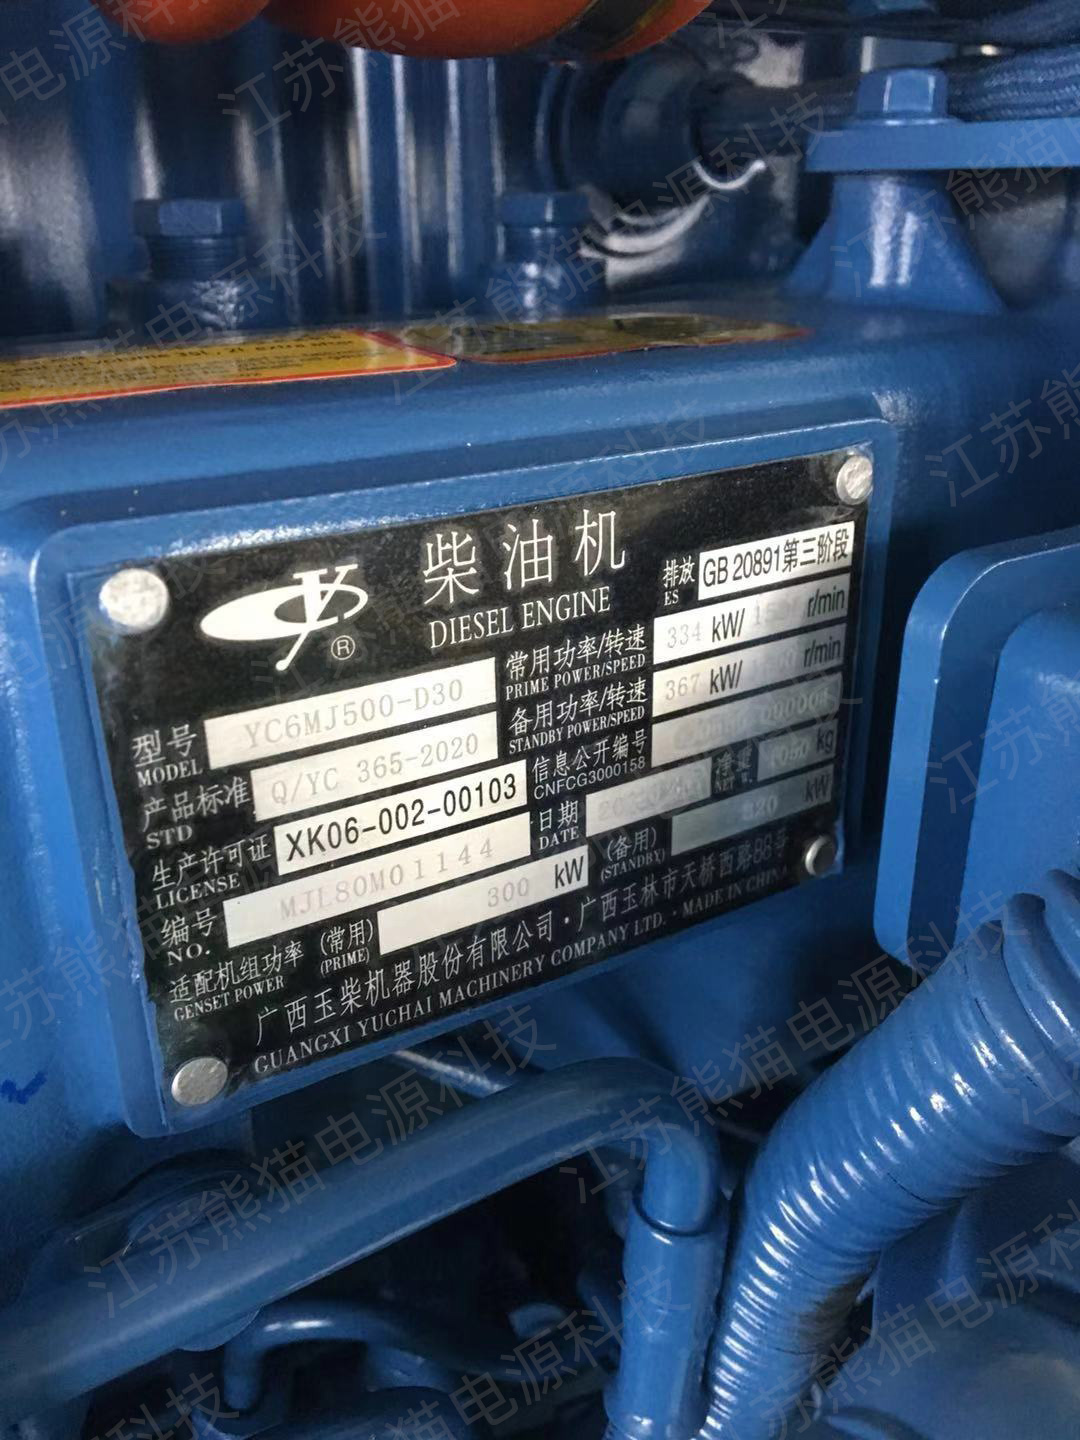 柴油机
DIESEL ENGINE
®
排放
ES
GB 20891第三阶段
型号
MODEL
YC6MJ500-D30
常用功率/转速
PRIME POWER/SPEED
334 kW/ r/min
产品标准
STD
Q/YC 365-2020
备用功率/转速
STANDBY POWER/SPEED
367 kW/ r/min
生产许可证
LICENSE
XK06-002-00103
信息公开编号
CNFCG3000158
编号
NO.
MJL80M01144
日期
DATE
净重
NET W.
kg
适配机组功率
GENSET POWER
(常用)
(PRIME)
300 kW
(备用)
(STANDBY)
kW
广西玉柴机器股份有限公司·广西玉林市天桥西路88号
GUANGXI YUCHAI MACHINERY COMPANY LTD. · MADE IN CHINA
江苏熊猫电源科技